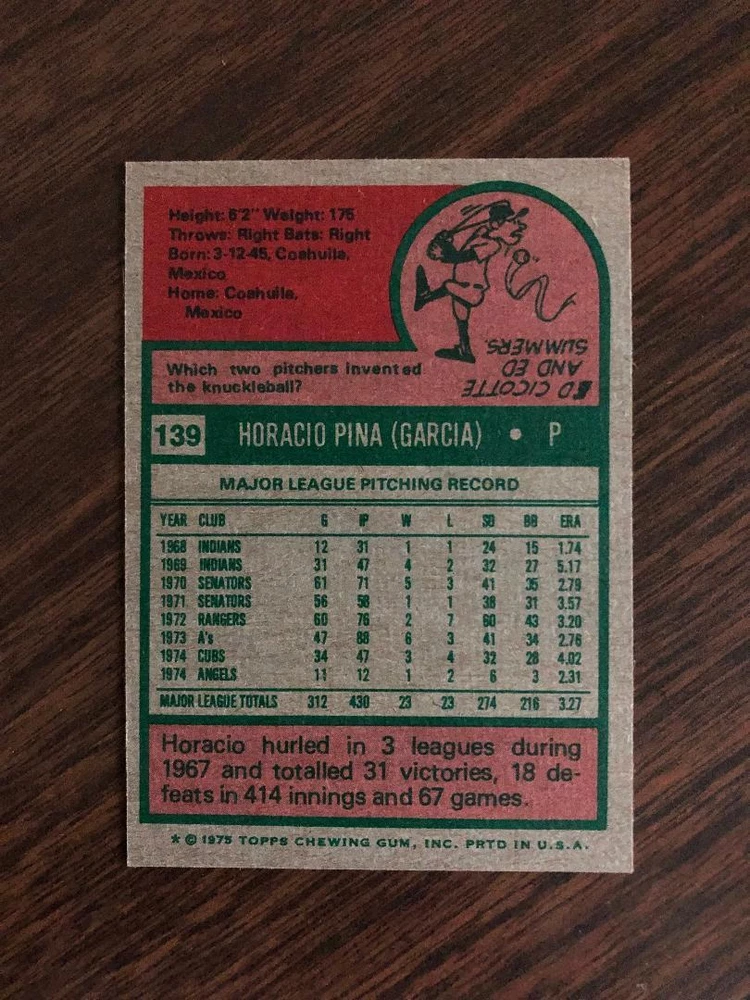 Height: 6'2" Weight: 175
Throws: Right Bats: Right
Born: 3-12-45, Coahuila,
Mexico
Home: Coahuila,
Mexico
Which two pitchers invented
the knuckleball?
ED CICOTTE
AND ED
SUMMERS.
139 HORACIO PINA (GARCIA) • P
MAJOR LEAGUE PITCHING RECORD
YEAR CLUB G IP W L SO BB ERA
1968 INDIANS 12 31 1 1 24 15 1.74
1969 INDIANS 31 47 4 2 32 27 5.17
1970 SENATORS 61 71 5 3 41 35 2.79
1971 SENATORS 56 58 1 1 38 31 3.57
1972 RANGERS 60 76 2 7 60 43 3.20
1973 A's 47 88 6 3 41 34 2.76
1974 CUBS 34 47 3 4 32 28 4.02
1974 ANGELS 11 12 1 2 6 3 2.31
MAJOR LEAGUE TOTALS 312 430 23 23 274 216 3.27
Horacio hurled in 3 leagues during
1967 and totalled 31 victories, 18 de-
feats in 414 innings and 67 games.
* © 1975 TOPPS CHEWING GUM, INC. PRTD IN U.S.A.